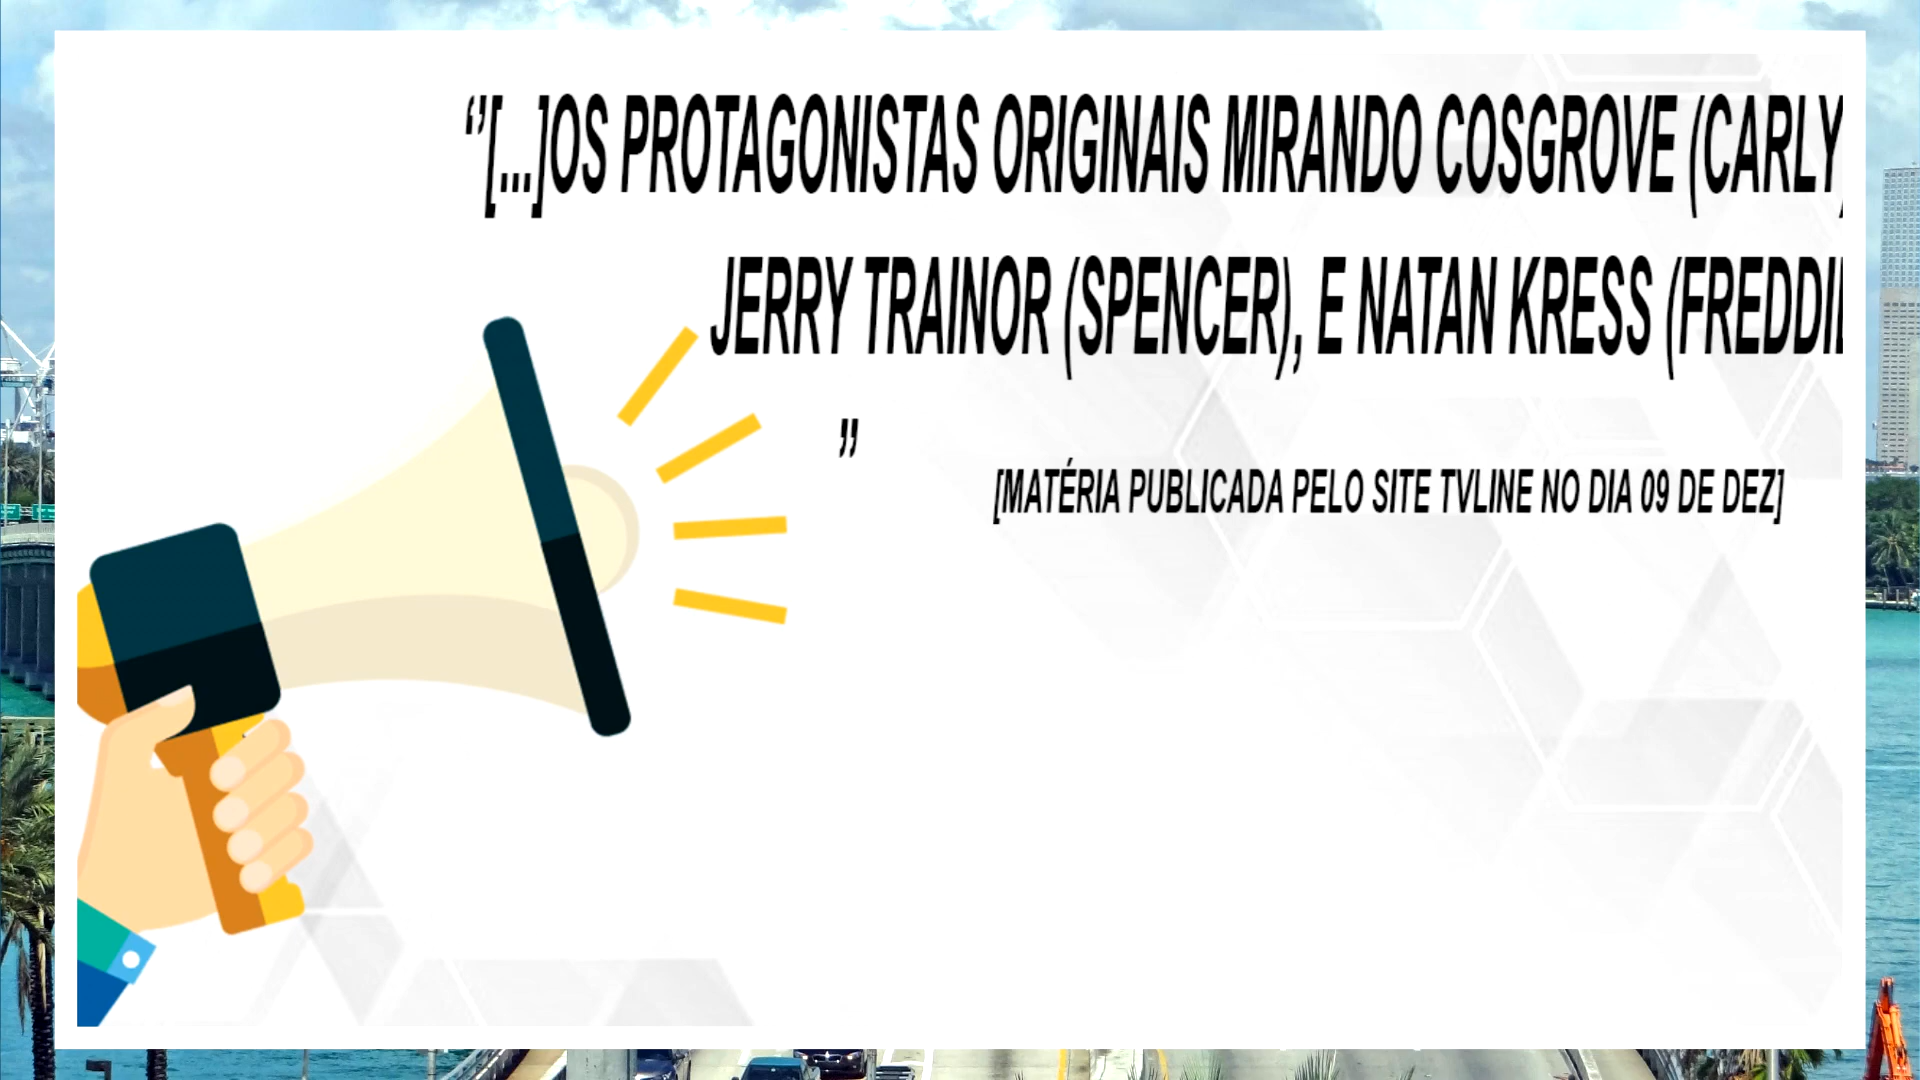 “[...]OS PROTAGONISTAS ORIGINAIS MIRANDO COSGROVE (CARLY)
JERRY TRAINOR (SPENCER), E NATAN KRESS (FREDDI
”
[MATÉRIA PUBLICADA PELO SITE TVLINE NO DIA 09 DE DEZ]